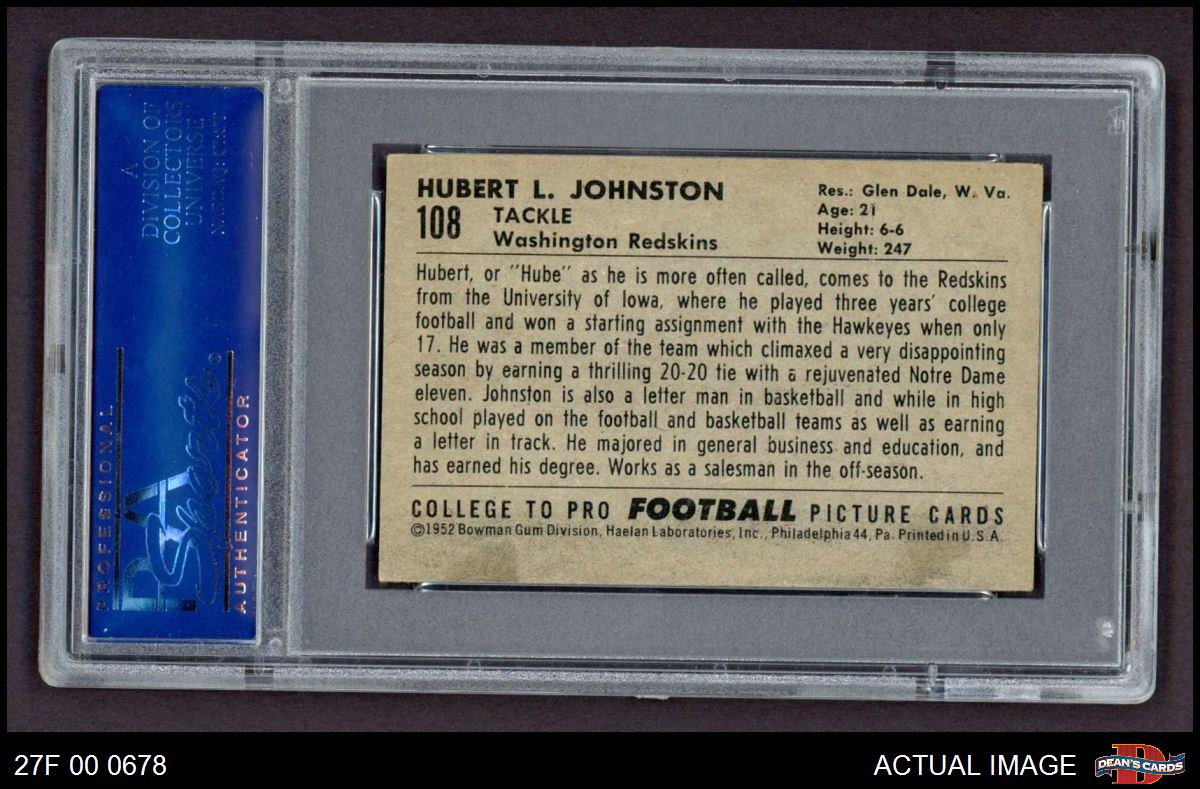 A
DIVISION OF
COLLECTORS
UNIVERSE
NASDQ: CLCT
PROFESSIONAL
PSA
Sports
AUTHENTICATOR
HUBERT L. JOHNSTON
108 TACKLE
Washington Redskins
Res.: Glen Dale, W. Va.
Age: 21
Height: 6-6
Weight: 247
Hubert, or "Hube" as he is more often called, comes to the Redskins
from the University of Iowa, where he played three years' college
football and won a starting assignment with the Hawkeyes when only
17. He was a member of the team which climaxed a very disappointing
season by earning a thrilling 20-20 tie with a rejuvenated Notre Dame
eleven. Johnston is also a letter man in basketball and while in high
school played on the football and basketball teams as well as earning
a letter in track. He majored in general business and education, and
has earned his degree. Works as a salesman in the off-season.
COLLEGE TO PRO FOOTBALL PICTURE CARDS
©1952 Bowman Gum Division, Haelan Laboratories, Inc., Philadelphia 44, Pa. Printed in U.S.A.
27F 00 0678
ACTUAL IMAGE
D
DEAN'S CARDS